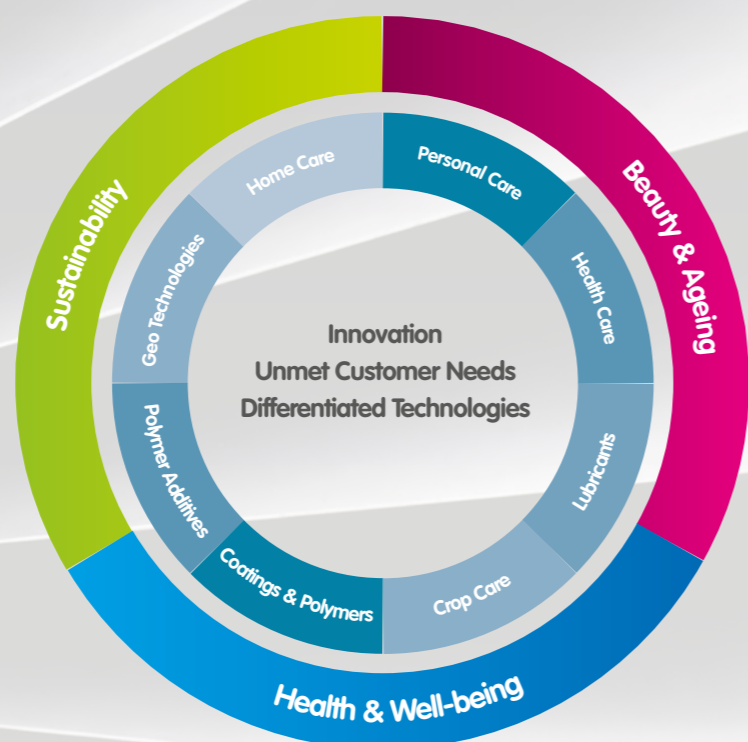 Sustainability
Beauty & Ageing
Health & Well-being
Home Care
Personal Care
Health Care
Lubricants
Crop Care
Coatings & Polymers
Polymer Additives
Geo Technologies
Innovation
Unmet Customer Needs
Differentiated Technologies